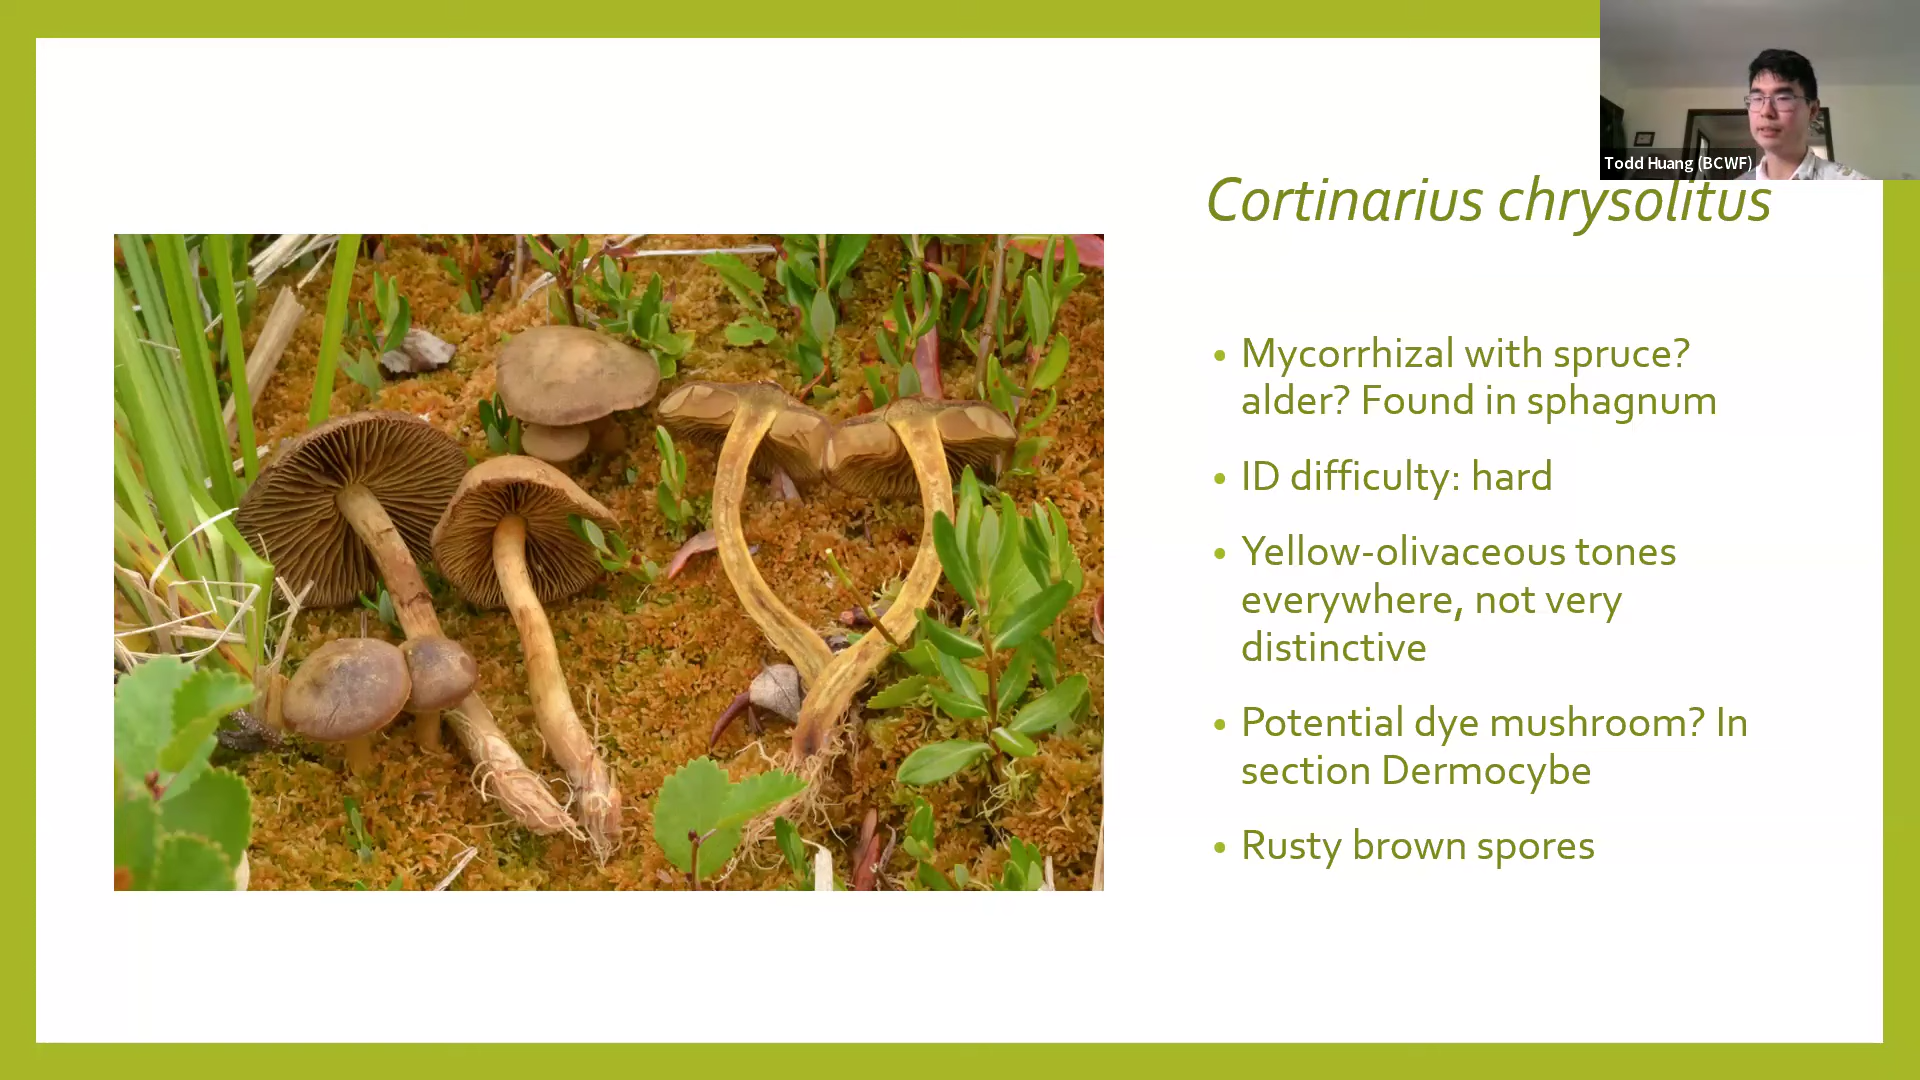 Todd Huang (BCWF)
Cortinarius chrysolitus
• Mycorrhizal with spruce?
alder? Found in sphagnum
• ID difficulty: hard
• Yellow-olivaceous tones
everywhere, not very
distinctive
• Potential dye mushroom? In
section Dermocybe
• Rusty brown spores